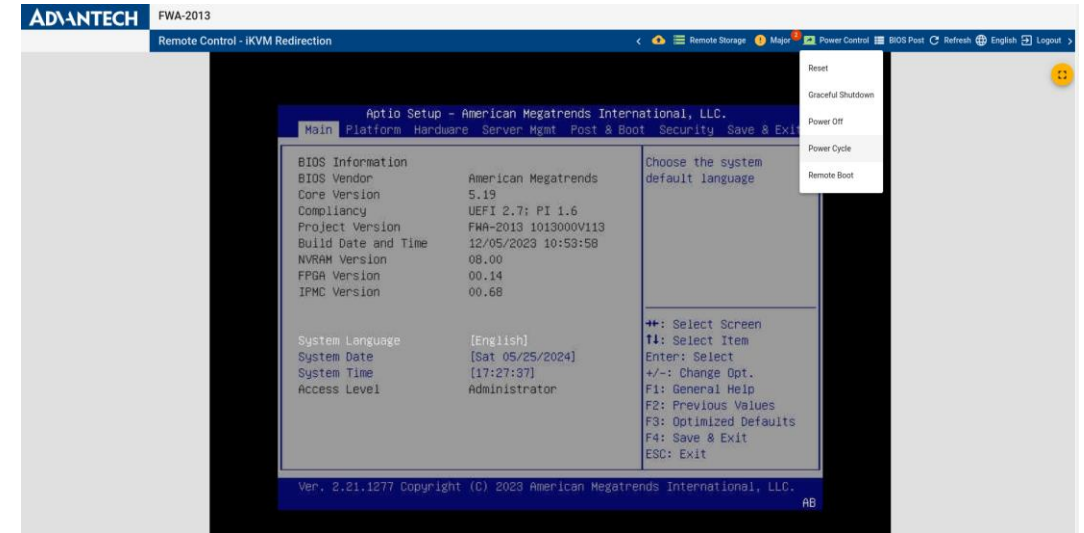 ADVANTECH FWA-2013
Remote Control - iKVM Redirection
Remote Storage Major Power Control BIOS Post Refresh English Logout
Reset
Graceful Shutdown
Power Off
Power Cycle
Remote Boot
Aptio Setup - American Megatrends International, LLC.
Main Platform Hardware Server Mgmt Post & Boot Security Save & Exit
BIOS Information
BIOS Vendor American Megatrends
Core Version 5.19
Compliancy UEFI 2.7; PI 1.6
Project Version FWA-2013 1013000V113
Build Date and Time 12/05/2023 10:53:58
NVRAM Version 08.00
FPGA Version 00.14
IPMC Version 00.68
System Language [English]
System Date [Sat 05/25/2024]
System Time [17:27:37]
Access Level Administrator
Choose the system
default language
→←: Select Screen
↑↓: Select Item
Enter: Select
+/-: Change Opt.
F1: General Help
F2: Previous Values
F3: Optimized Defaults
F4: Save & Exit
ESC: Exit
Ver. 2.21.1277 Copyright (C) 2023 American Megatrends International, LLC.
AB